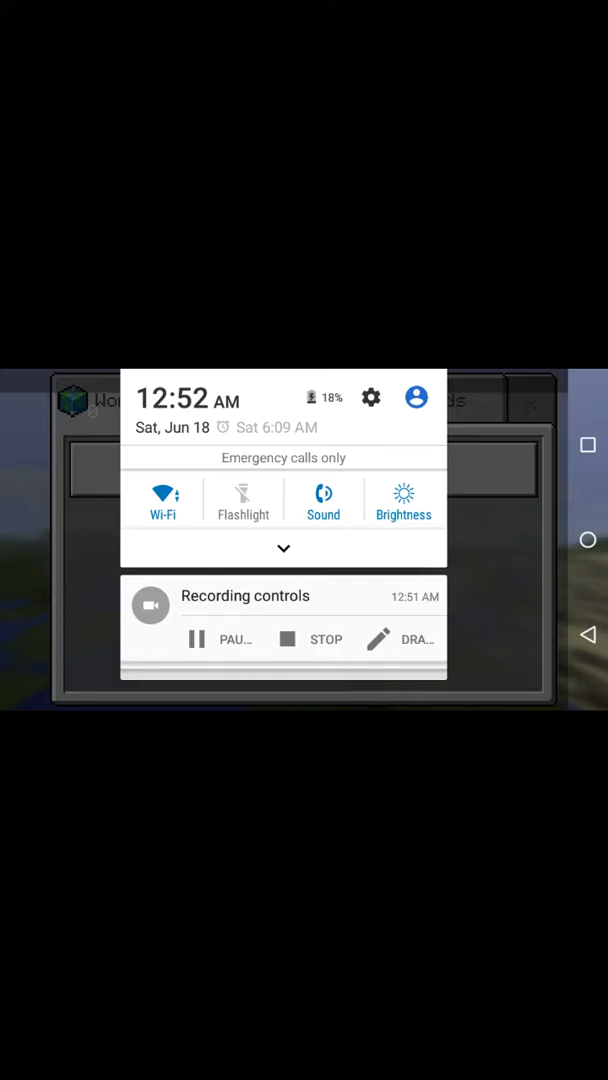 12:52 AM
18%
Sat, Jun 18 Sat 6:09 AM
Emergency calls only
Wi-Fi
Flashlight
Sound
Brightness
Recording controls
12:51 AM
PAU...
STOP
DRA...